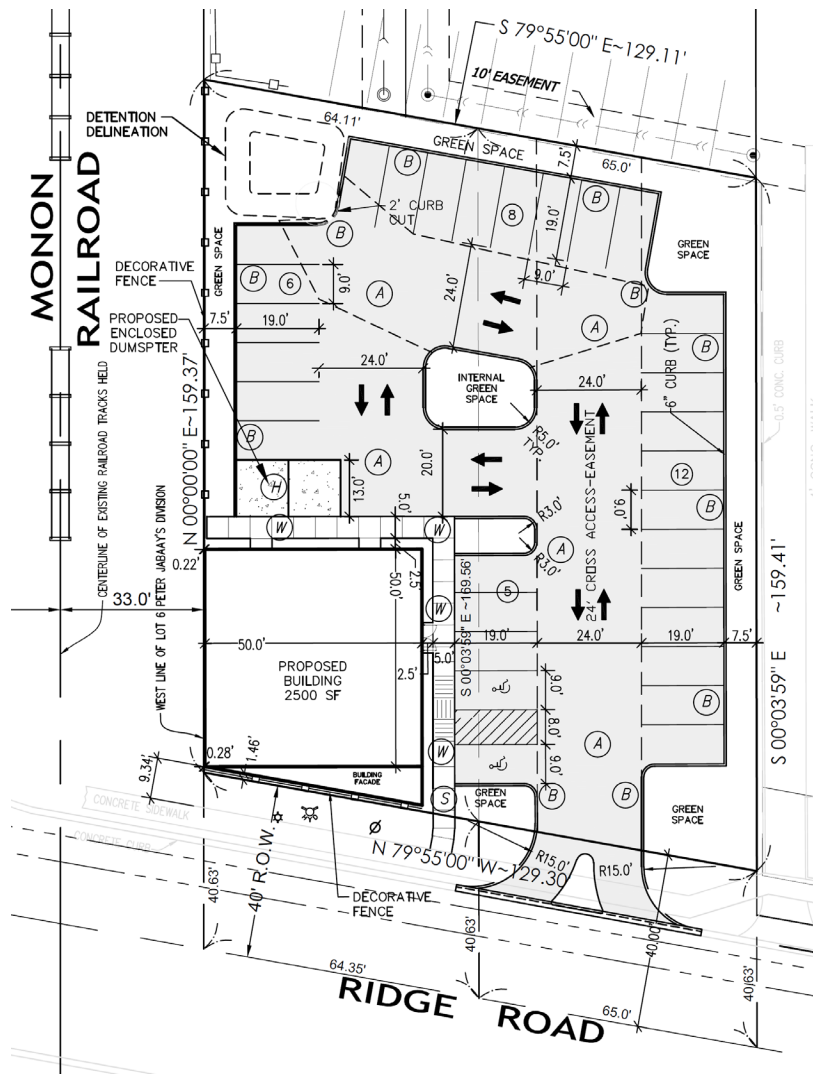 S 79°55'00" E~129.11'
10' EASEMENT
DETENTION
DELINEATION
64.11'
GREEN SPACE
65.0'
7.5'
MONON
RAILROAD
B
B
2' CURB
CUT
8
19.0'
GREEN
SPACE
B
DECORATIVE
FENCE
GREEN SPACE
B
6
9.0'
A
24.0'
9.0'
B
PROPOSED
ENCLOSED
DUMSPTER
7.5'
19.0'
A
B
6" CURB (TYP.)
0.5' CONC. CURB
24.0'
INTERNAL
GREEN
SPACE
24.0'
N 00°00'00" E~159.37'
R5.0'
TYP.
B
A
20.0'
12
H
13.0'
9.0'
B
5.0'
W
W
R3.0'
R3.0'
A
24' CROSS ACCESS-EASEMENT
CENTERLINE OF EXISTING RAILROAD TRACKS HELD
WEST LINE OF LOT 6 PETER JABAAY'S DIVISION
0.22'
2.5'
50.0'
GREEN SPACE
S 00°03'59" E ~169.56'
5
33.0'
W
50.0'
19.0'
24.0'
19.0'
7.5'
5.0'
S 00°03'59" E ~159.41'
PROPOSED
BUILDING
2500 SF
2.5'
9.0'
B
8.0'
W
A
0.28'
1.46'
9.34'
9.0'
BUILDING
FACADE
S
GREEN
SPACE
B
B
GREEN
SPACE
CONCRETE SIDEWALK
CONCRETE CURB
N 79°55'00" W~129.30'
R15.0'
R15.0'
40.63'
40' R.O.W.
DECORATIVE
FENCE
40.63'
40.00'
40.63'
64.35'
65.0'
RIDGE ROAD